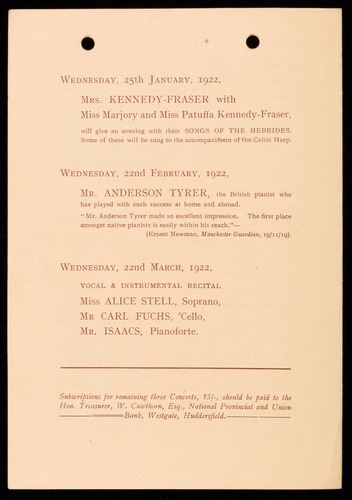 Wednesday, 25th January, 1922,
Mrs. KENNEDY-FRASER with
Miss Marjory and Miss Patuffa Kennedy-Fraser,
will give an evening with their SONGS OF THE HEBRIDES.
Some of these will be sung to the accompaniment of the Celtic Harp.
Wednesday, 22nd February, 1922,
Mr. ANDERSON TYRER, the British pianist who
has played with such success at home and abroad.
"Mr. Anderson Tyrer made an excellent impression. The first place
amongst native pianists is easily within his reach."—
(Ernest Newman, Manchester Guardian, 19/11/19).
Wednesday, 22nd March, 1922,
VOCAL & INSTRUMENTAL RECITAL
Miss ALICE STELL, Soprano,
Mr CARL FUCHS, 'Cello,
Mr. ISAACS, Pianoforte.
Subscriptions for remaining three Concerts, 15/-, should be paid to the
Hon. Treasurer, W. Cawthorn, Esq., National Provincial and Union
Bank, Westgate, Huddersfield.